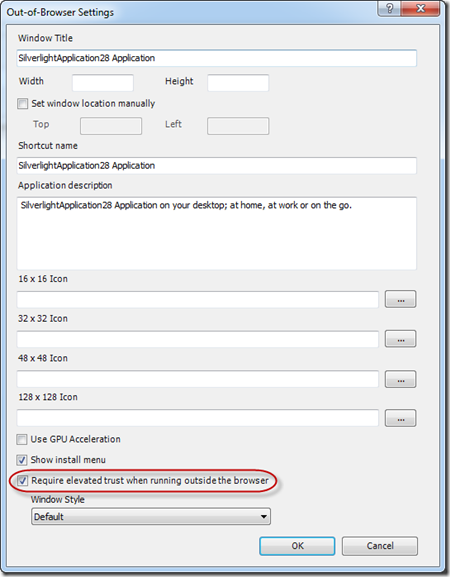 Out-of-Browser Settings
Window Title
SilverlightApplication28 Application
Width Height
Set window location manually
Top Left
Shortcut name
SilverlightApplication28 Application
Application description
SilverlightApplication28 Application on your desktop; at home, at work or on the go.
16 x 16 Icon
...
32 x 32 Icon
...
48 x 48 Icon
...
128 x 128 Icon
...
Use GPU Acceleration
Show install menu
Require elevated trust when running outside the browser
Window Style
Default
OK Cancel